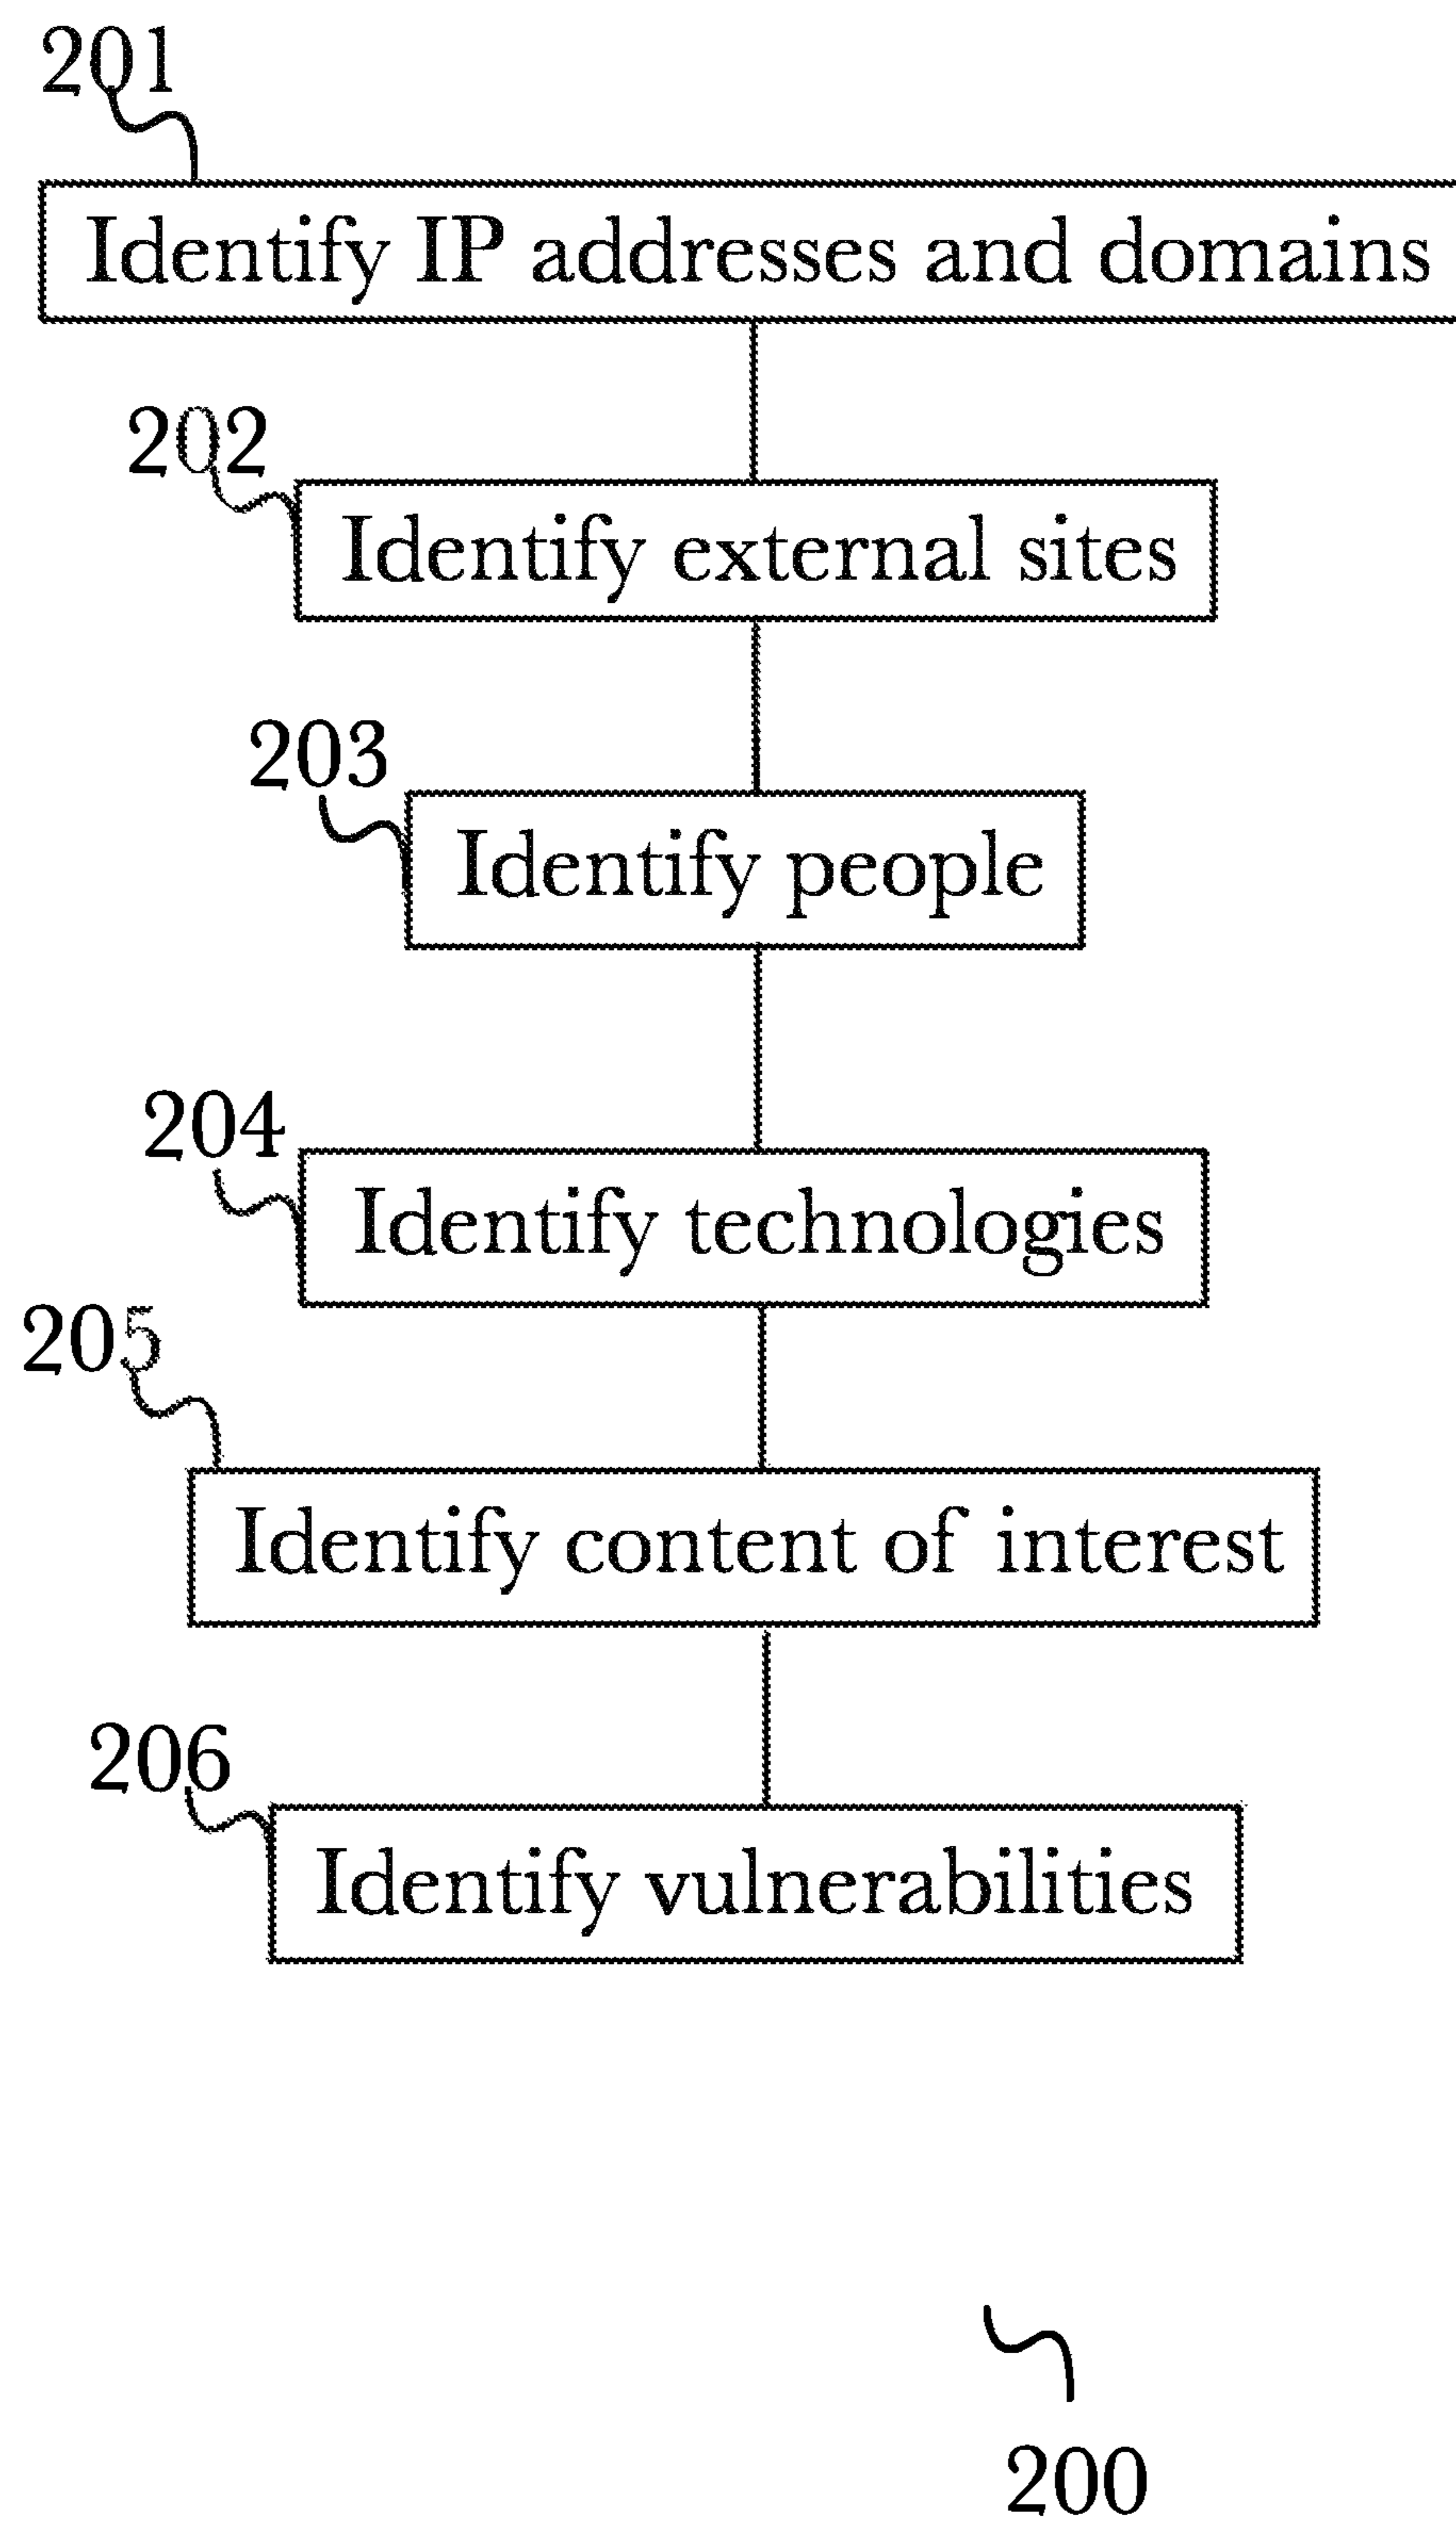 201
Identify IP addresses and domains
202
Identify external sites
203
Identify people
204
Identify technologies
205
Identify content of interest
206
Identify vulnerabilities
200